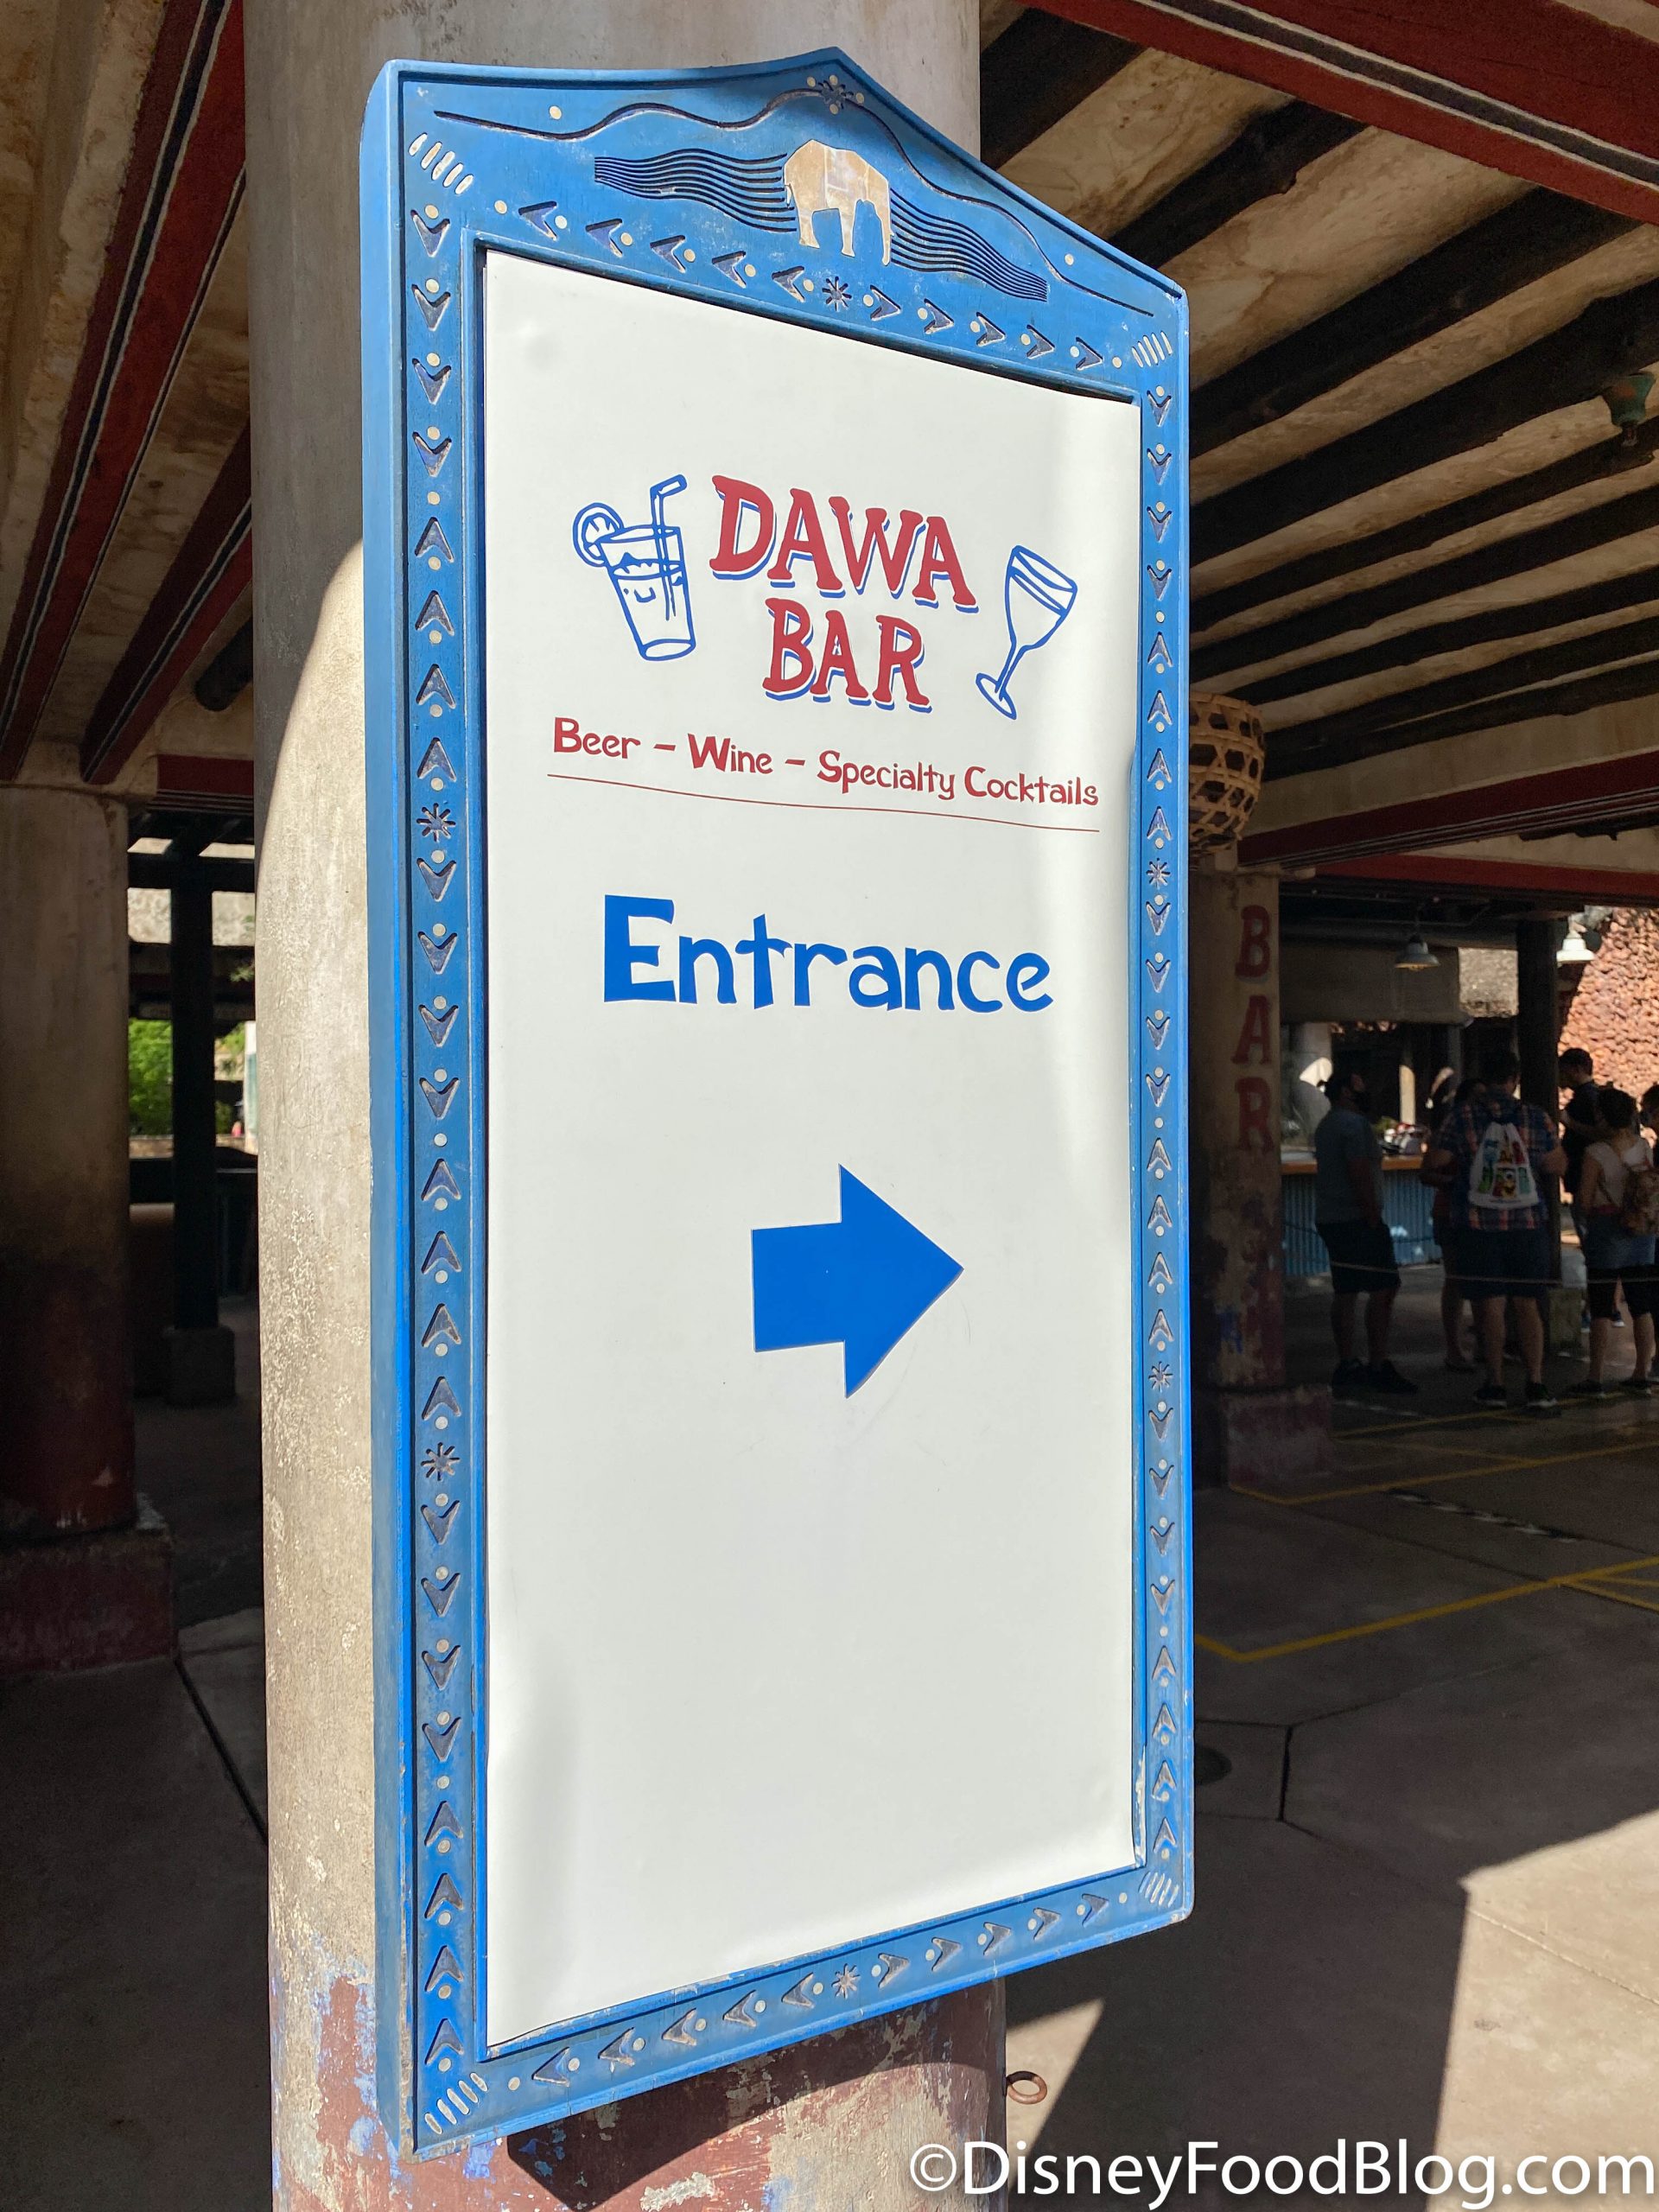 DAWA
BAR
Beer - Wine - Specialty Cocktails
Entrance
BAR
©DisneyFoodBlog.com